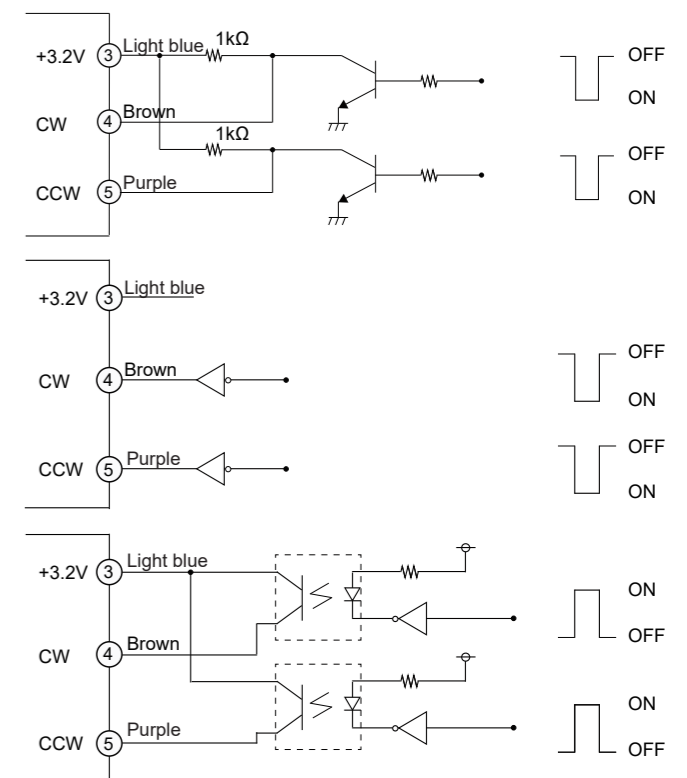 +3.2V 3 Light blue 1kΩ
OFF
ON
CW 4 Brown
1kΩ
OFF
CCW 5 Purple
ON
+3.2V 3 Light blue
OFF
CW 4 Brown
ON
OFF
CCW 5 Purple
ON
+3.2V 3 Light blue
ON
OFF
CW 4 Brown
ON
CCW 5 Purple
OFF